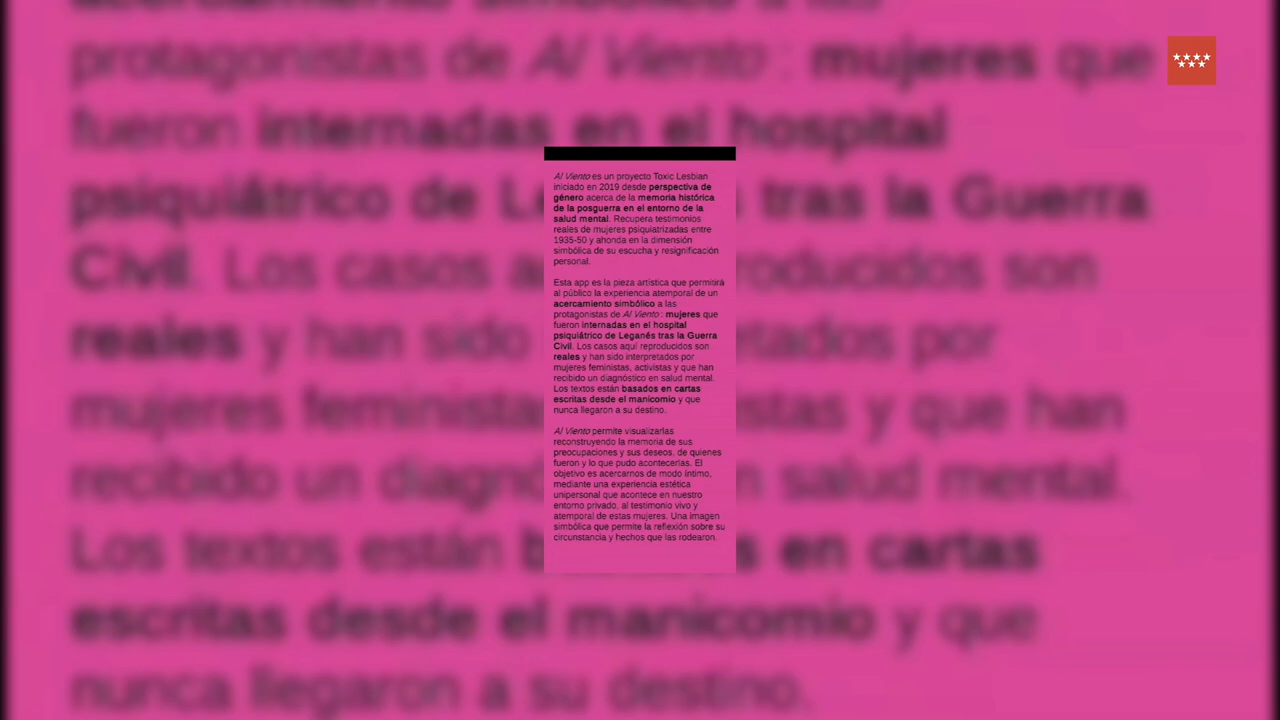 Al Viento es un proyecto Toxic Lesbian
iniciado en 2019 desde perspectiva de
género acerca de la memoria histórica
de la posguerra en el entorno de la
salud mental. Recupera testimonios
reales de mujeres psiquiatrizadas entre
1935-50 y ahonda en la dimensión
simbólica de su escucha y resignificación
personal.
Esta app es la pieza artística que permitirá
al público la experiencia atemporal de un
acercamiento simbólico a las
protagonistas de Al Viento: mujeres que
fueron internadas en el hospital
psiquiátrico de Leganés tras la Guerra
Civil. Los casos aquí reproducidos son
reales y han sido interpretados por
mujeres feministas, activistas y que han
recibido un diagnóstico en salud mental.
Los textos están basados en cartas
escritas desde el manicomio y que
nunca llegaron a su destino.
Al Viento permite visualizarlas
reconstruyendo la memoria de sus
preocupaciones y sus deseos, de quienes
fueron y lo que pudo acontecerlas. El
objetivo es acercarnos de modo íntimo,
mediante una experiencia estética
unipersonal que acontece en nuestro
entorno privado, al testimonio vivo y
atemporal de estas mujeres. Una imagen
simbólica que permite la reflexión sobre su
circunstancia y hechos que las rodearon.